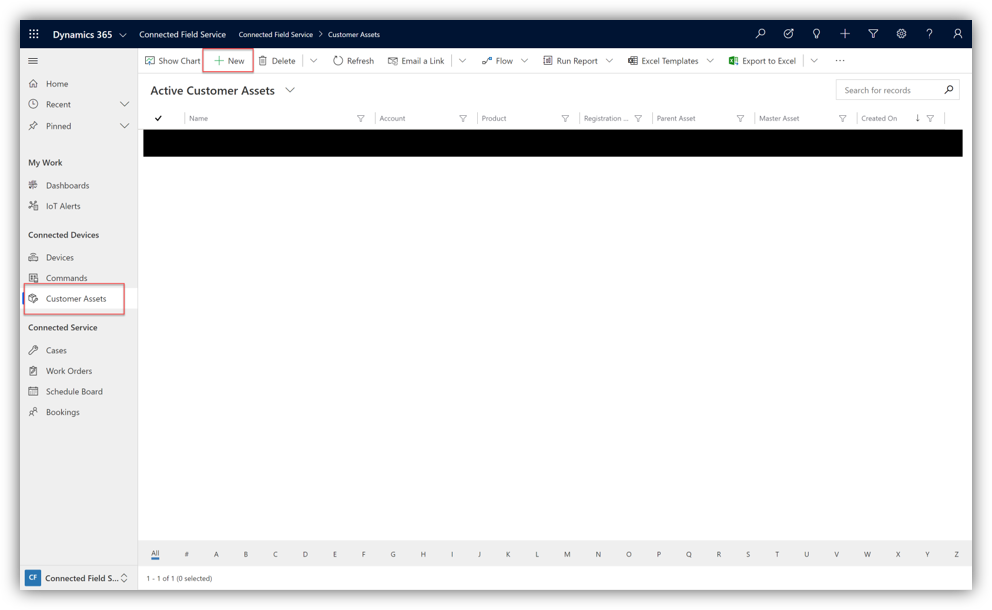 Dynamics 365 Connected Field Service Connected Field Service > Customer Assets
Show Chart New Delete Refresh Email a Link Flow Run Report Excel Templates Export to Excel ...
Home
Recent
Pinned
My Work
Dashboards
IoT Alerts
Connected Devices
Devices
Commands
Customer Assets
Connected Service
Cases
Work Orders
Schedule Board
Bookings
CF Connected Field S...
Active Customer Assets
Search for records
Name Account Product Registration ... Parent Asset Master Asset Created On
All # A B C D E F G H I J K L M N O P Q R S T U V W X Y Z
1 - 1 of 1 (0 selected)